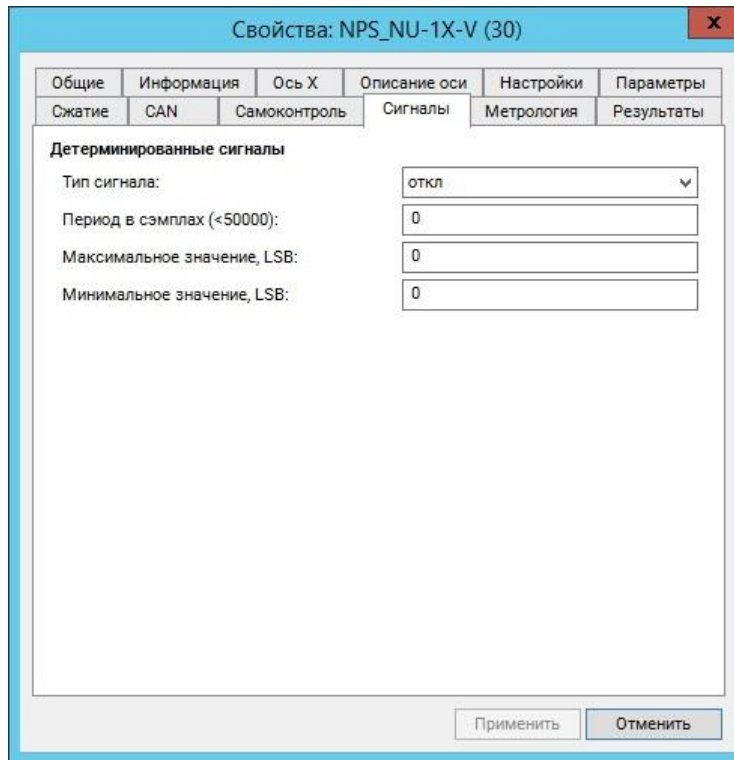 Свойства: NPS_NU-1X-V (30)
x
Общие Информация Ось X Описание оси Настройки Параметры
Сжатие CAN Самоконтроль Сигналы Метрология Результаты
Детерминированные сигналы
Тип сигнала: откл
Период в сэмплах (<50000): 0
Максимальное значение, LSB: 0
Минимальное значение, LSB: 0
Применить Отменить